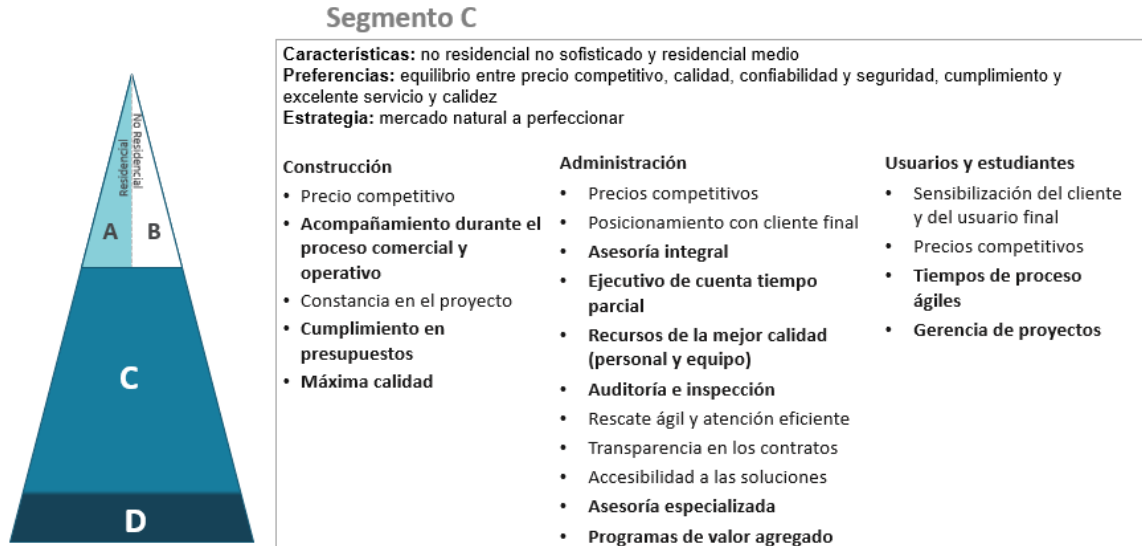 Segmento C
Características: no residencial no sofisticado y residencial medio
Preferencias: equilibrio entre precio competitivo, calidad, confiabilidad y seguridad, cumplimiento y
excelente servicio y calidez
Estrategia: mercado natural a perfeccionar
Residencial
No Residencial
A
B
C
D
Construcción
• Precio competitivo
• Acompañamiento durante el
proceso comercial y
operativo
• Constancia en el proyecto
• Cumplimiento en
presupuestos
• Máxima calidad
Administración
• Precios competitivos
• Posicionamiento con cliente final
• Asesoría integral
• Ejecutivo de cuenta tiempo
parcial
• Recursos de la mejor calidad
(personal y equipo)
• Auditoría e inspección
• Rescate ágil y atención eficiente
• Transparencia en los contratos
• Accesibilidad a las soluciones
• Asesoría especializada
• Programas de valor agregado
Usuarios y estudiantes
• Sensibilización del cliente
y del usuario final
• Precios competitivos
• Tiempos de proceso
ágiles
• Gerencia de proyectos